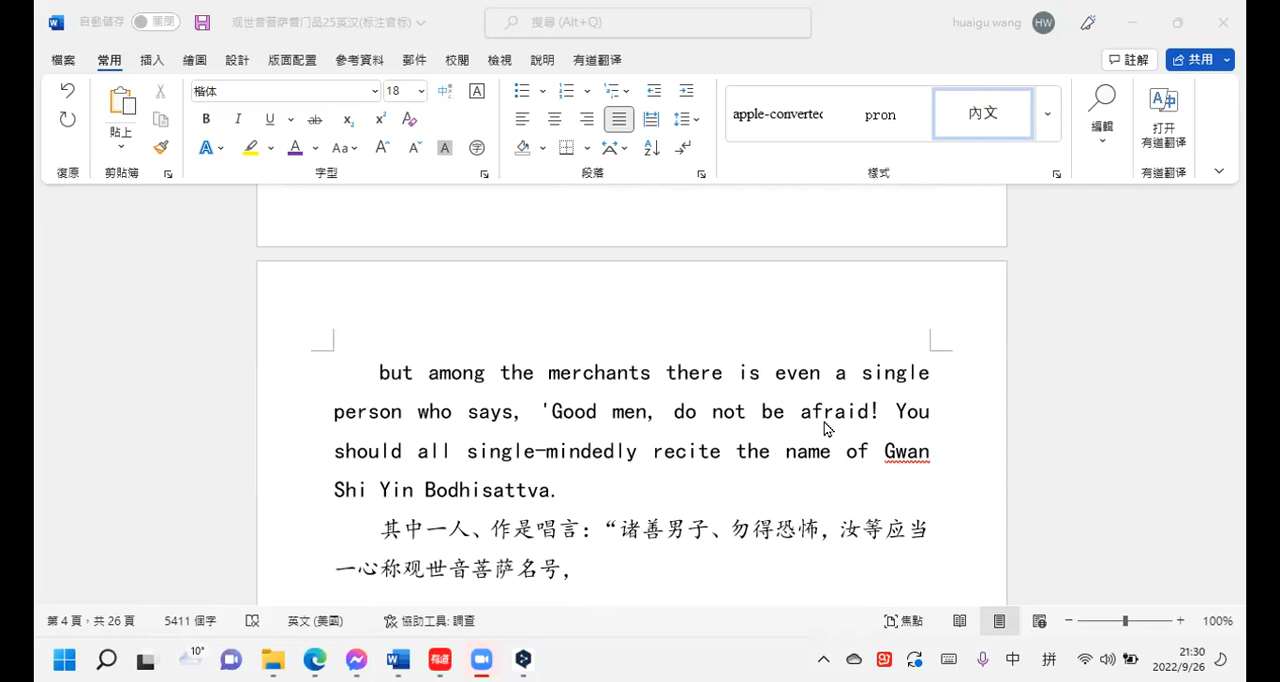 自動儲存 關閉 观世音菩萨普门品25英汉(标注音标) 搜尋 (Alt+Q) huaigu wang HW
檔案 常用 插入 繪圖 設計 版面配置 參考資料 郵件 校閱 檢視 說明 有道翻译 註解 共用
楷体 18
貼上 apple-converted pron 內文 編輯 打开
有道翻译
復原 剪貼簿 字型 段落 樣式 有道翻译
but among the merchants there is even a single
person who says, 'Good men, do not be afraid! You
should all single-mindedly recite the name of Gwan
Shi Yin Bodhisattva.
其中一人、作是唱言：“诸善男子、勿得恐怖，汝等应当
一心称观世音菩萨名号，
第 4 頁，共 26 頁 5411 個字 英文 (美國) 協助工具: 調查 焦點 100%
10° 有道 中 拼 21:30
2022/9/26